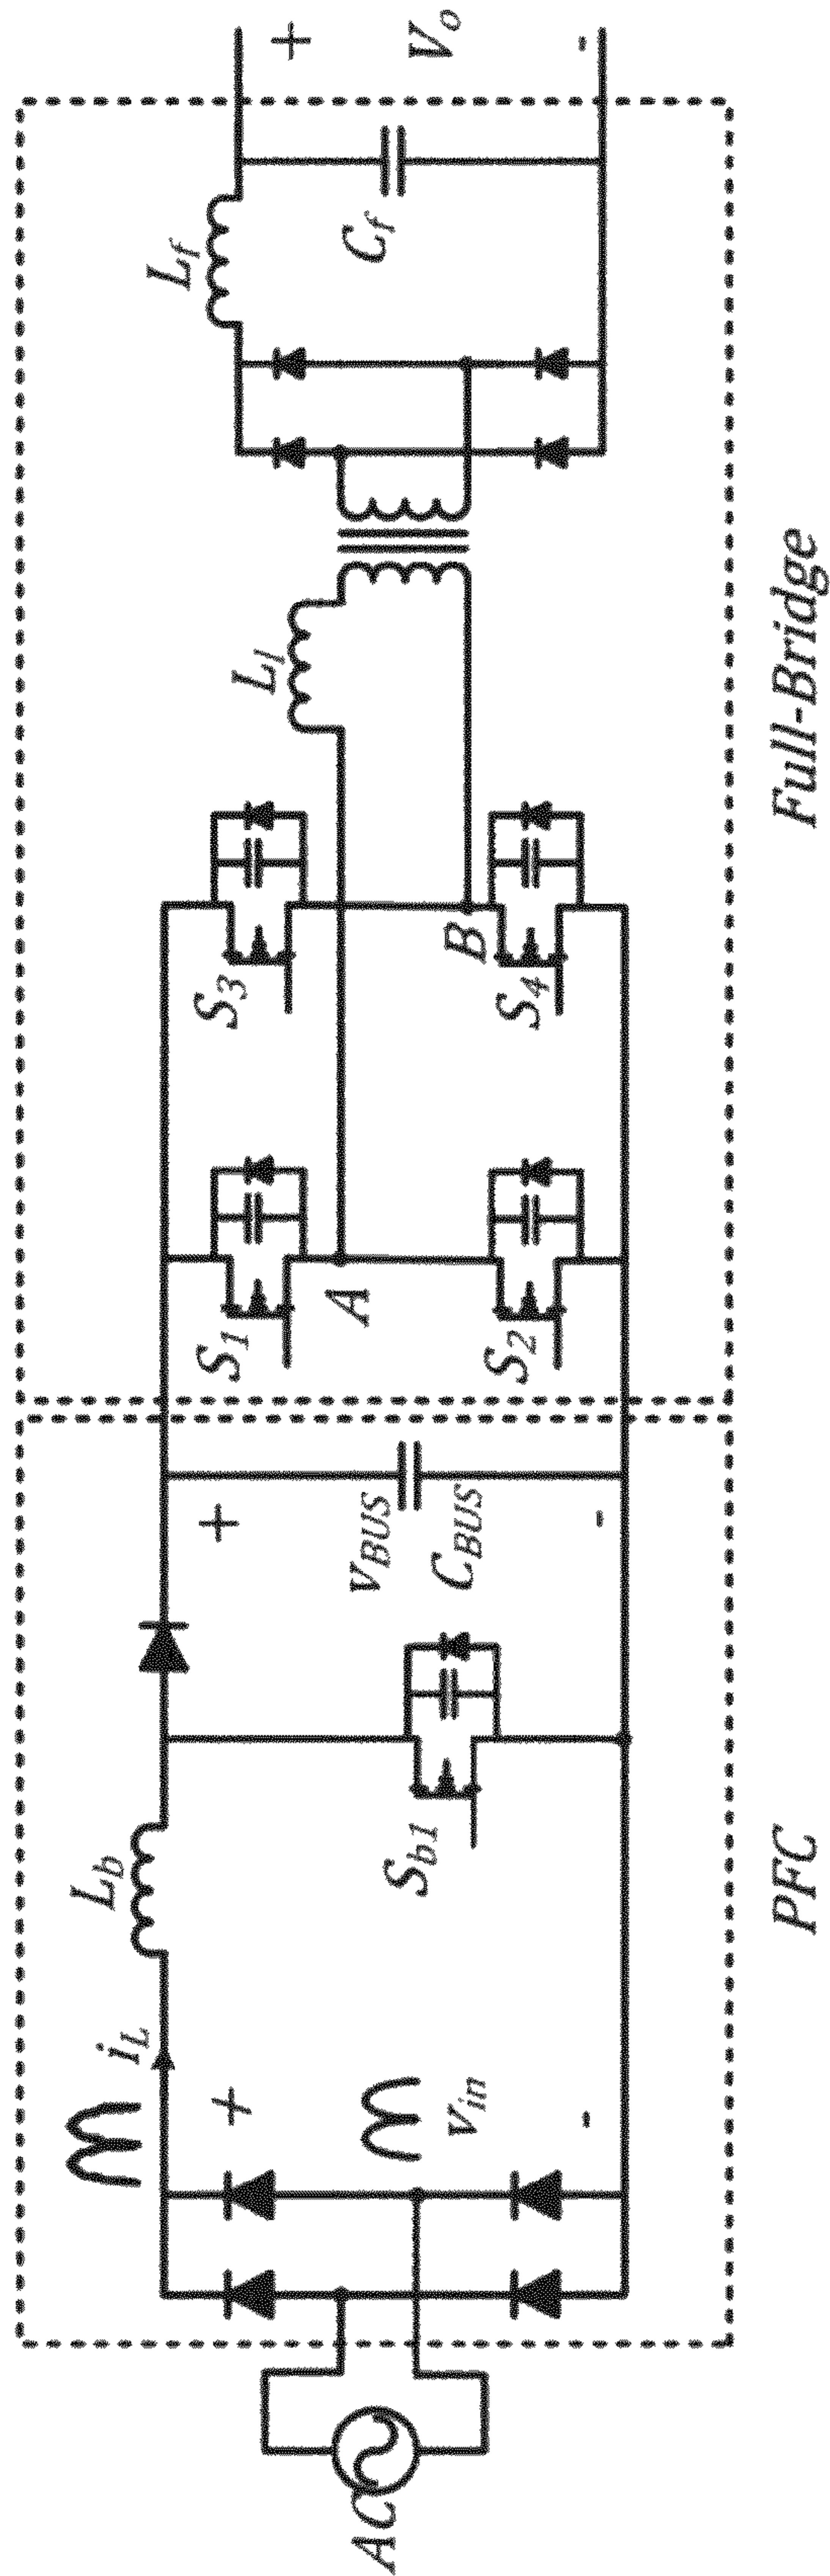 AC
i_L
+
v_in
-
L_b
S_b1
+
v_BUS
C_BUS
-
S_1
S_2
A
S_3
S_4
B
L_l
L_f
C_f
+
V_o
-
PFC
Full-Bridge